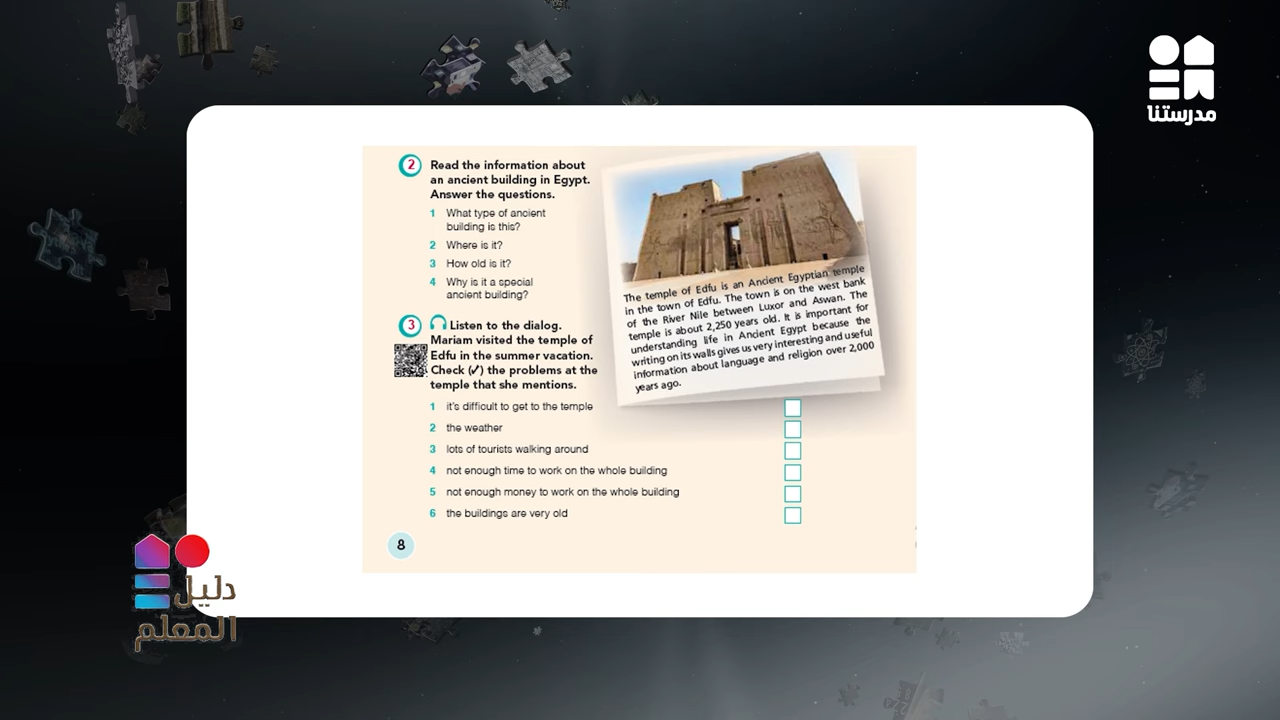 مدرستنا
2 Read the information about
an ancient building in Egypt.
Answer the questions.
1 What type of ancient
building is this?
2 Where is it?
3 How old is it?
4 Why is it a special
ancient building?
The temple of Edfu is an Ancient Egyptian temple
in the town of Edfu. The town is on the west bank
of the River Nile between Luxor and Aswan. The
temple is about 2,250 years old. It is important for
understanding life in Ancient Egypt because the
writing on its walls gives us very interesting and useful
information about language and religion over 2,000
years ago.
3 Listen to the dialog.
Mariam visited the temple of
Edfu in the summer vacation.
Check (✓) the problems at the
temple that she mentions.
1 it's difficult to get to the temple
2 the weather
3 lots of tourists walking around
4 not enough time to work on the whole building
5 not enough money to work on the whole building
6 the buildings are very old
8
دليل
المعلم